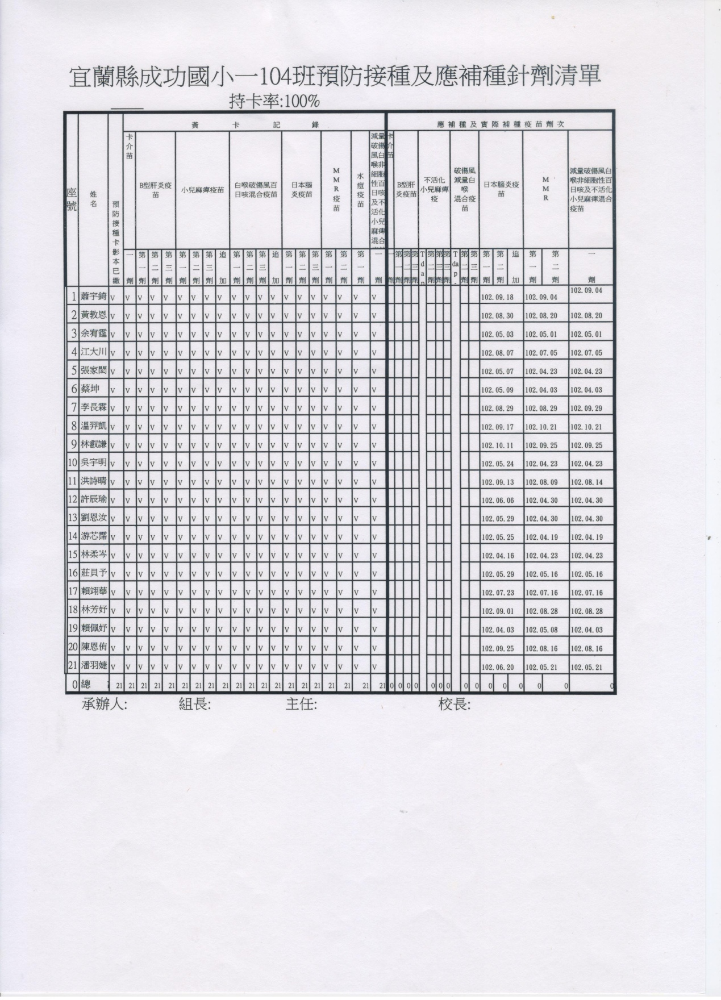 宜蘭縣成功國小一104班預防接種及應補種針劑清單
持卡率:100%
黃 卡 記 錄 應補種及實際補種疫苗劑次
座號 姓名 預防接種卡影本已繳 卡介苗 B型肝炎疫苗 小兒麻痺疫苗 白喉破傷風百日咳混合疫苗 日本腦炎疫苗 MMR疫苗 水痘疫苗 減量破傷風白喉非細胞性百日咳及不活化小兒麻痺混合 卡介苗 B型肝炎疫苗 不活化小兒麻痺疫 破傷風減量白喉混合疫苗 日本腦炎疫苗 MMR 減量破傷風白喉非細胞性百日咳及不活化小兒麻痺混合疫苗
一劑 第一劑 第二劑 第三劑 第一劑 第二劑 第三劑 追加 第一劑 第二劑 第三劑 追加 第一劑 第二劑 第三劑 第一劑 第二劑 第一劑 一劑 一劑 第一劑 第二劑 第三劑 Tdap 第二劑 第三劑 第三劑 Tdap- 第二劑 第三劑 第一劑 第二劑 追加 第一劑 第二劑 一劑
1 蕭宇錡 V V V V V V V V V V V V V V V V V V V V 102.09.18 102.09.04 102.09.04
2 黃教恩 V V V V V V V V V V V V V V V V V V V V 102.08.30 102.08.20 102.08.20
3 余宥霆 V V V V V V V V V V V V V V V V V V V V 102.05.03 102.05.01 102.05.01
4 江大川 V V V V V V V V V V V V V V V V V V V V 102.08.07 102.07.05 102.07.05
5 張家閎 V V V V V V V V V V V V V V V V V V V V 102.05.07 102.04.23 102.04.23
6 蔡坤 V V V V V V V V V V V V V V V V V V V V 102.05.09 102.04.03 102.04.03
7 李長霖 V V V V V V V V V V V V V V V V V V V V 102.08.29 102.08.29 102.09.29
8 溫羿凱 V V V V V V V V V V V V V V V V V V V V 102.09.17 102.10.21 102.10.21
9 林叡謙 V V V V V V V V V V V V V V V V V V V V 102.10.11 102.09.25 102.09.25
10 吳宇明 V V V V V V V V V V V V V V V V V V V V 102.05.24 102.04.23 102.04.23
11 洪詩晴 V V V V V V V V V V V V V V V V V V V V 102.09.13 102.08.09 102.08.14
12 許辰瑜 V V V V V V V V V V V V V V V V V V V V 102.06.06 102.04.30 102.04.30
13 劉恩汝 V V V V V V V V V V V V V V V V V V V V 102.05.29 102.04.30 102.04.30
14 游芯霈 V V V V V V V V V V V V V V V V V V V V 102.05.25 102.04.19 102.04.19
15 林柔岑 V V V V V V V V V V V V V V V V V V V V 102.04.16 102.04.23 102.04.23
16 莊貝予 V V V V V V V V V V V V V V V V V V V V 102.05.29 102.05.16 102.05.16
17 賴翊華 V V V V V V V V V V V V V V V V V V V V 102.07.23 102.07.16 102.07.16
18 林芳妤 V V V V V V V V V V V V V V V V V V V V 102.09.01 102.08.28 102.08.28
19 賴佩妤 V V V V V V V V V V V V V V V V V V V V 102.04.03 102.05.08 102.04.03
20 陳恩侑 V V V V V V V V V V V V V V V V V V V V 102.09.25 102.08.16 102.08.16
21 潘羽婕 V V V V V V V V V V V V V V V V V V V V 102.06.20 102.05.21 102.05.21
0 總 21 21 21 21 21 21 21 21 21 21 21 21 21 21 21 21 21 21 21 21 0 0 0 0 0 0 0 0 0 0 0 0 0 0 0
承辦人: 組長: 主任: 校長: